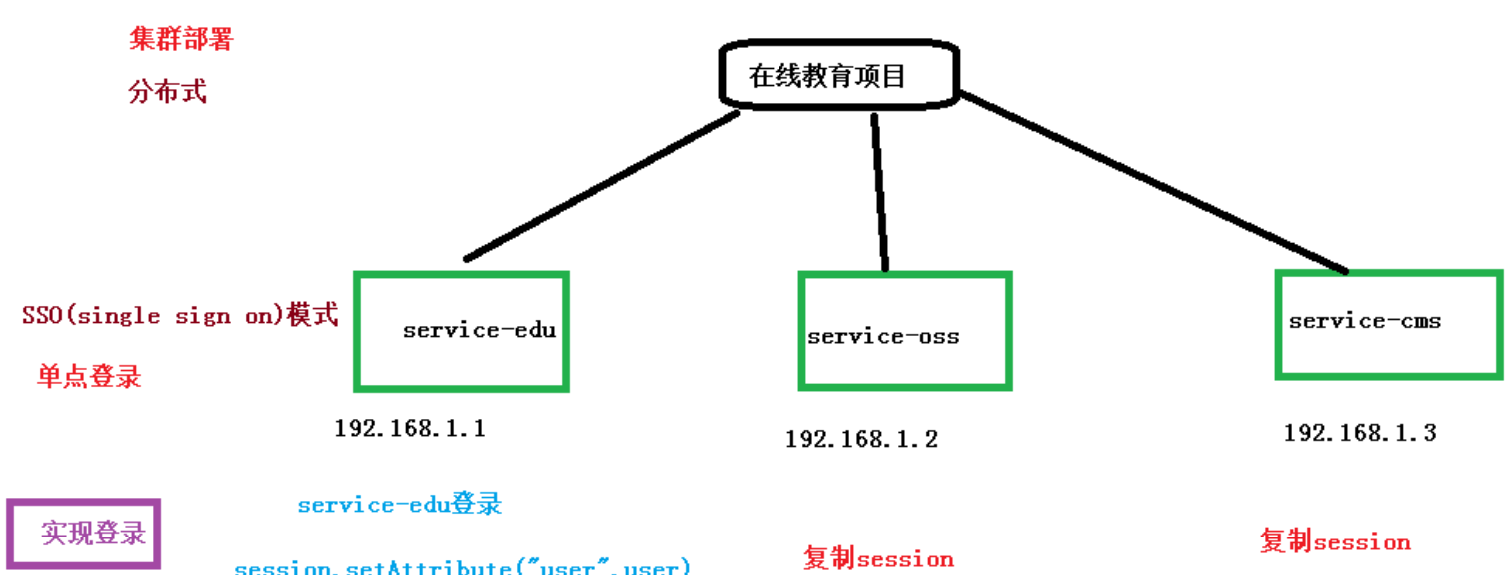 集群部署
在线教育项目
分布式
SSO(single sign on)模式
service-edu
service-oss
service-cms
单点登录
192.168.1.1
192.168.1.2
192.168.1.3
service-edu登录
实现登录
复制session
复制session
session.setAttribute("user",user)